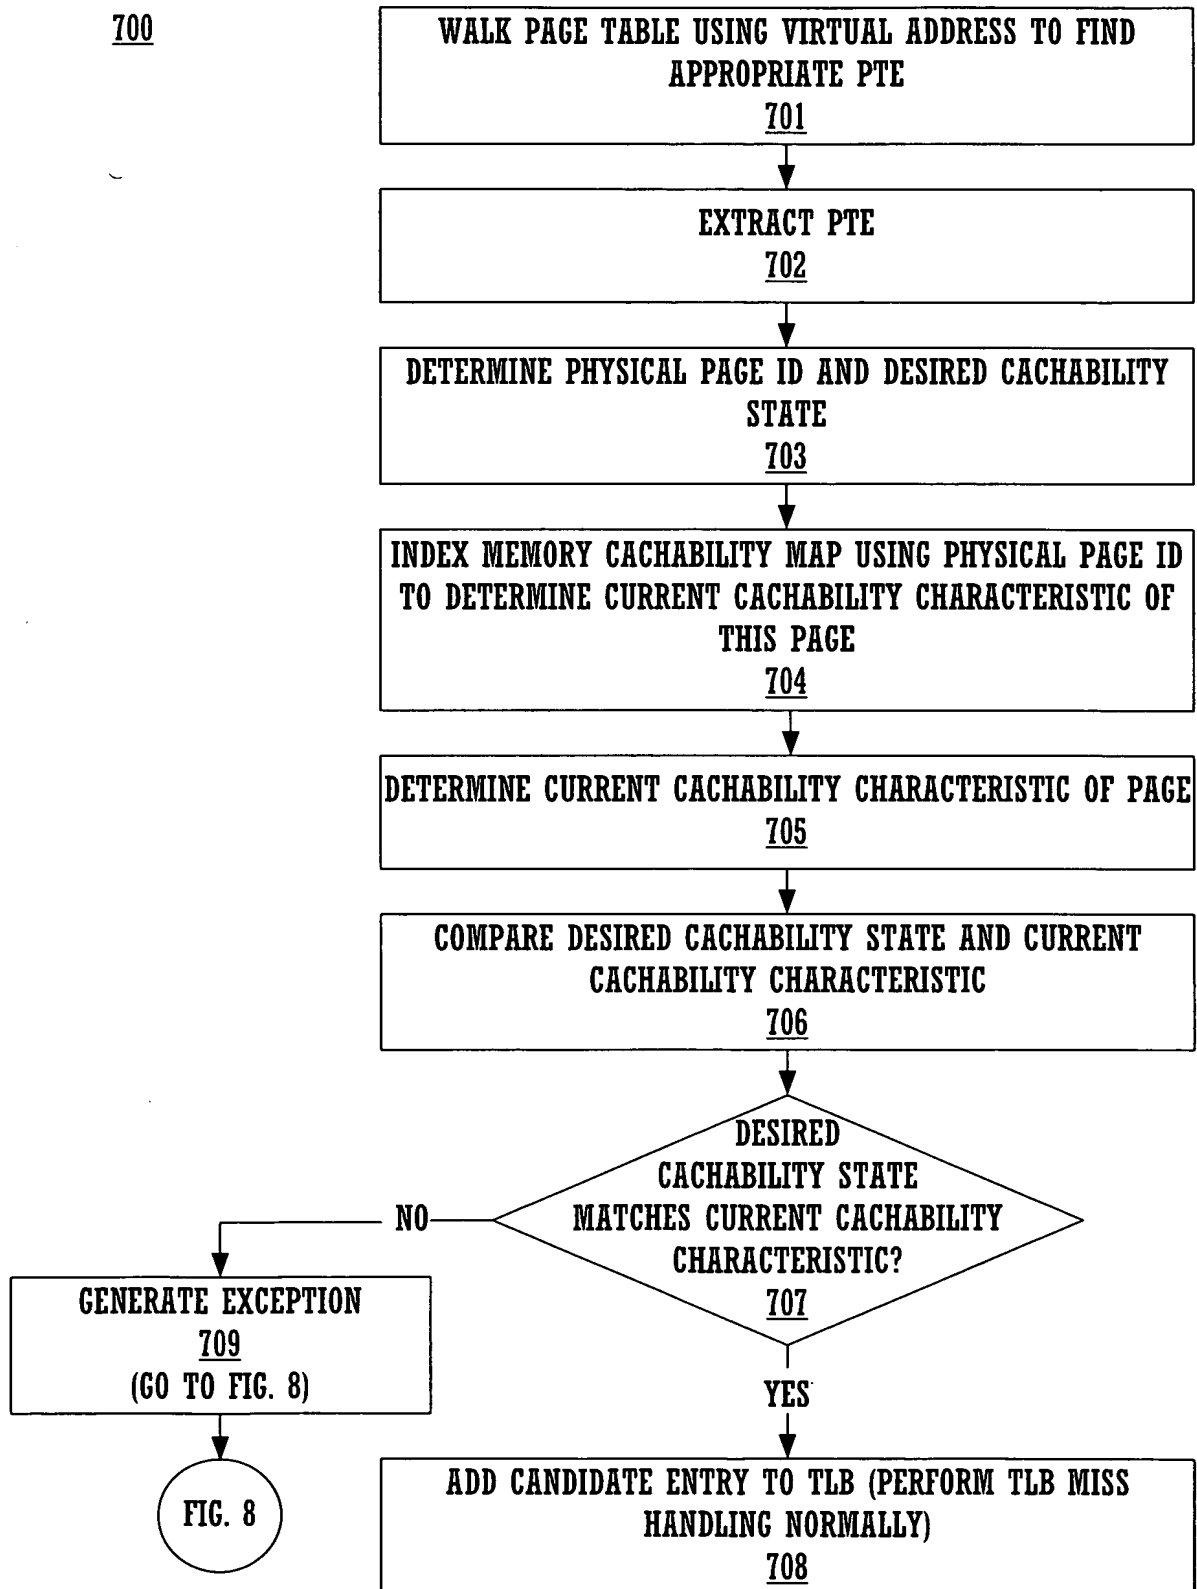 700
WALK PAGE TABLE USING VIRTUAL ADDRESS TO FIND
APPROPRIATE PTE
701
EXTRACT PTE
702
DETERMINE PHYSICAL PAGE ID AND DESIRED CACHABILITY
STATE
703
INDEX MEMORY CACHABILITY MAP USING PHYSICAL PAGE ID
TO DETERMINE CURRENT CACHABILITY CHARACTERISTIC OF
THIS PAGE
704
DETERMINE CURRENT CACHABILITY CHARACTERISTIC OF PAGE
705
COMPARE DESIRED CACHABILITY STATE AND CURRENT
CACHABILITY CHARACTERISTIC
706
DESIRED
CACHABILITY STATE
MATCHES CURRENT CACHABILITY
CHARACTERISTIC?
707
NO
GENERATE EXCEPTION
709
(GO TO FIG. 8)
FIG. 8
YES
ADD CANDIDATE ENTRY TO TLB (PERFORM TLB MISS
HANDLING NORMALLY)
708